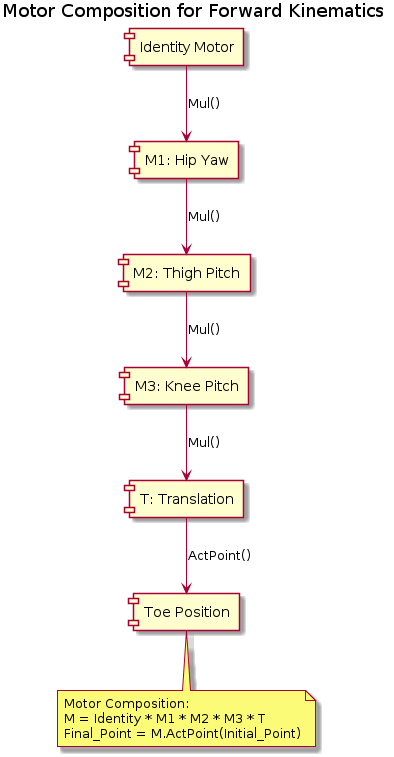 Motor Composition for Forward Kinematics
Identity Motor
Mul()
M1: Hip Yaw
Mul()
M2: Thigh Pitch
Mul()
M3: Knee Pitch
Mul()
T: Translation
ActPoint()
Toe Position
Motor Composition:
M = Identity * M1 * M2 * M3 * T
Final_Point = M.ActPoint(Initial_Point)